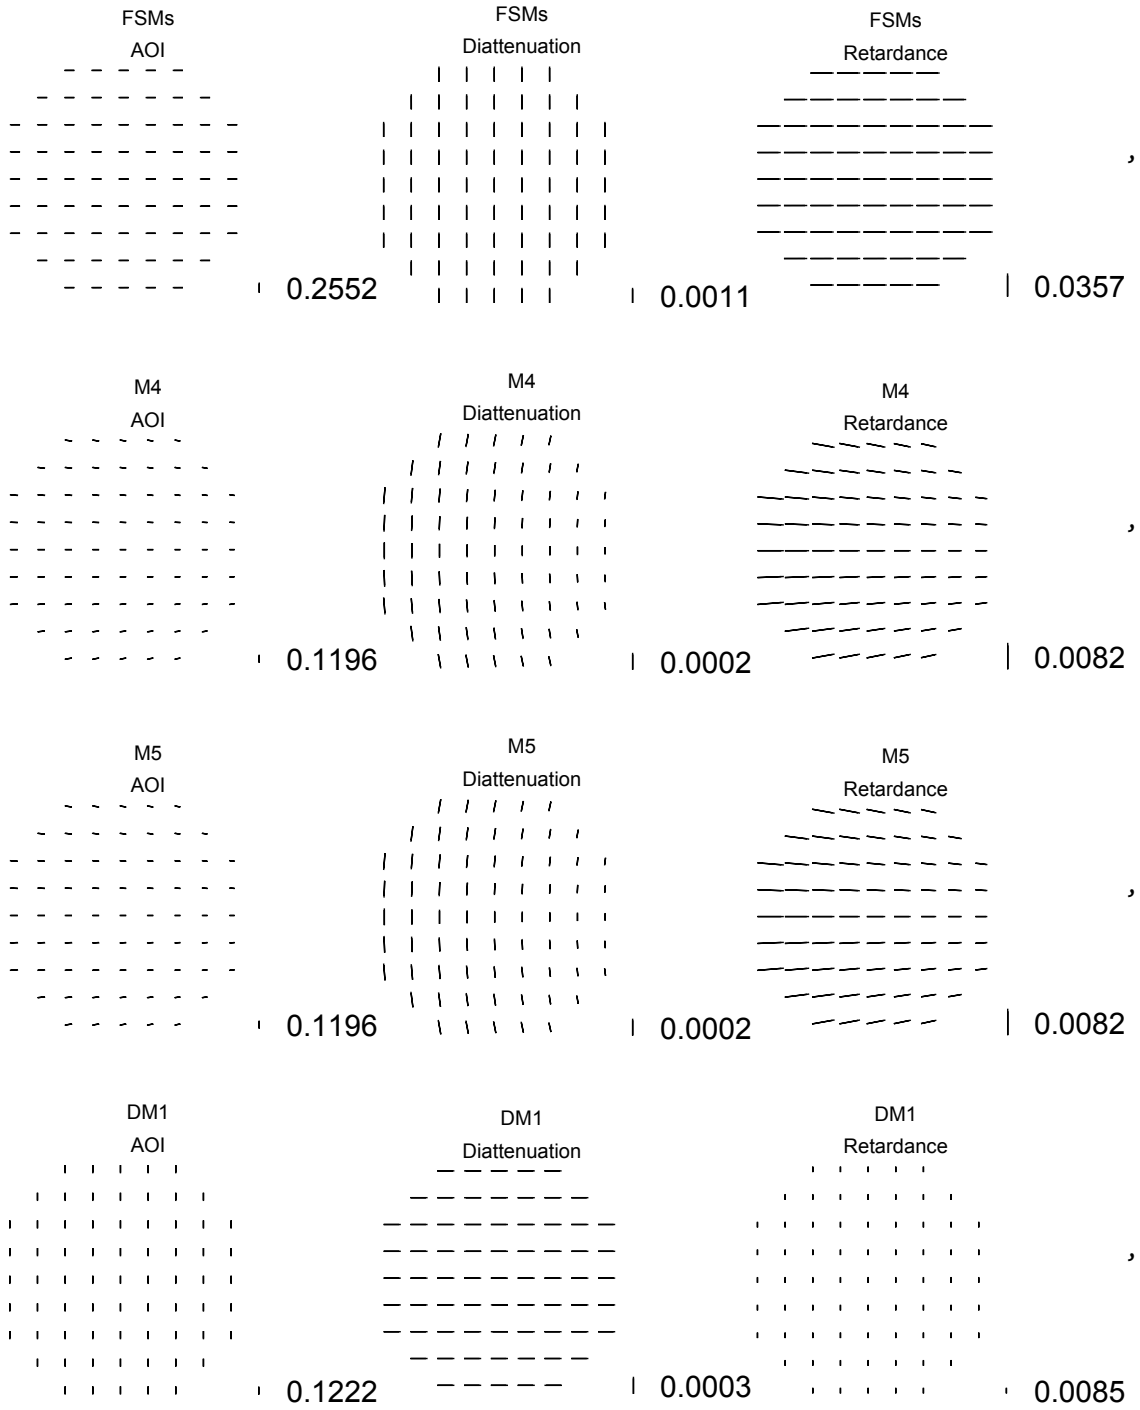 FSMs
AOI
0.2552
FSMs
Diattenuation
0.0011
FSMs
Retardance
0.0357
,
M4
AOI
0.1196
M4
Diattenuation
0.0002
M4
Retardance
0.0082
,
M5
AOI
0.1196
M5
Diattenuation
0.0002
M5
Retardance
0.0082
,
DM1
AOI
0.1222
DM1
Diattenuation
0.0003
DM1
Retardance
0.0085
,